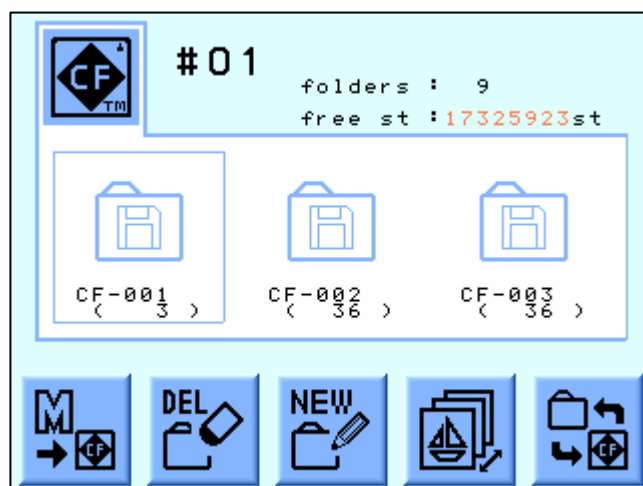 CF
TM
#01
folders : 9
free st :17325923st
CF-001 CF-002 CF-003
( 3 ) ( 36 ) ( 36 )
M DEL NEW
CF CF